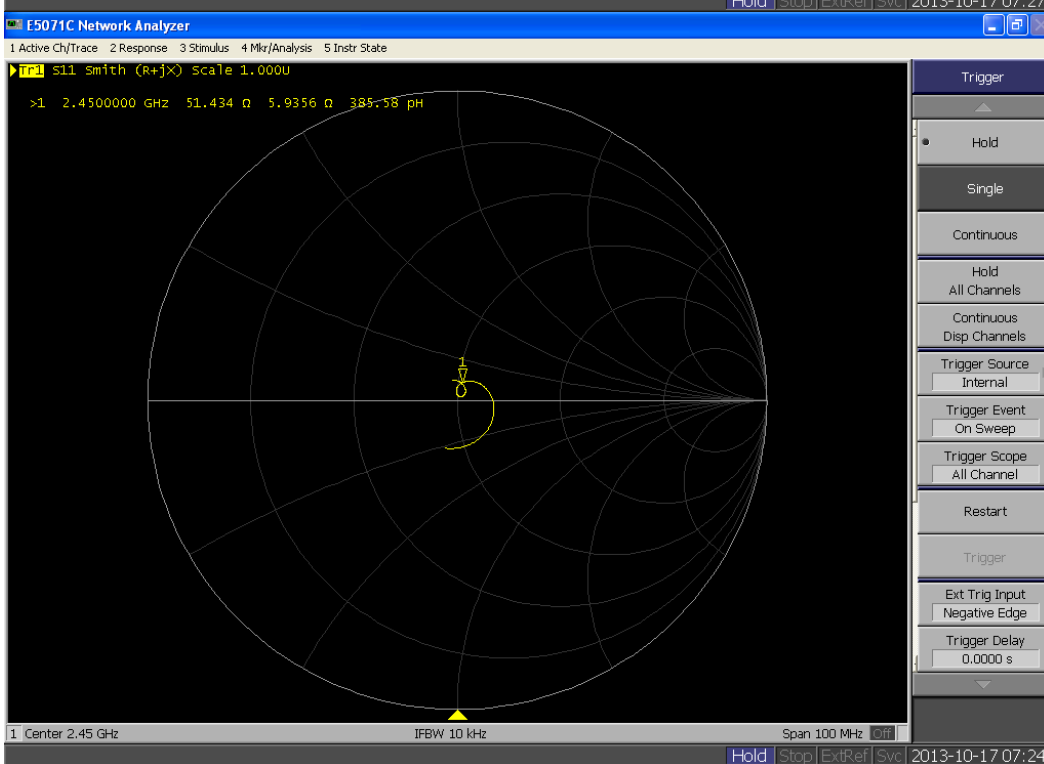 Hold Stop ExtRef Svc 2013-10-17 07:27
E5071C Network Analyzer
1 Active Ch/Trace 2 Response 3 Stimulus 4 Mkr/Analysis 5 Instr State
Tr1 S11 Smith (R+jX) Scale 1.000U
>1 2.4500000 GHz 51.434 Ω 5.9356 Ω 385.58 pH
1
Trigger
Hold
Single
Continuous
Hold
All Channels
Continuous
Disp Channels
Trigger Source
Internal
Trigger Event
On Sweep
Trigger Scope
All Channel
Restart
Trigger
Ext Trig Input
Negative Edge
Trigger Delay
0.0000 s
1 Center 2.45 GHz IFBW 10 kHz Span 100 MHz Off
Hold Stop ExtRef Svc 2013-10-17 07:24